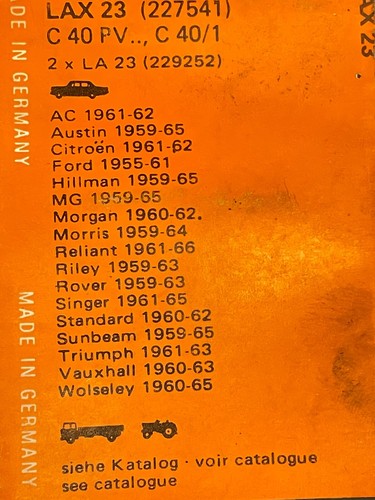 LAX 23 (227541)
C 40 PV.., C 40/1
2 x LA 23 (229252)
AC 1961-62
Austin 1959-65
Citroën 1961-62
Ford 1955-61
Hillman 1959-65
MG 1959-65
Morgan 1960-62.
Morris 1959-64
Reliant 1961-66
Riley 1959-63
Rover 1959-63
Singer 1961-65
Standard 1960-62
Sunbeam 1959-65
Triumph 1961-63
Vauxhall 1960-63
Wolseley 1960-65
siehe Katalog · voir catalogue
see catalogue
DE IN GERMANY
MADE IN GERMANY
X 23